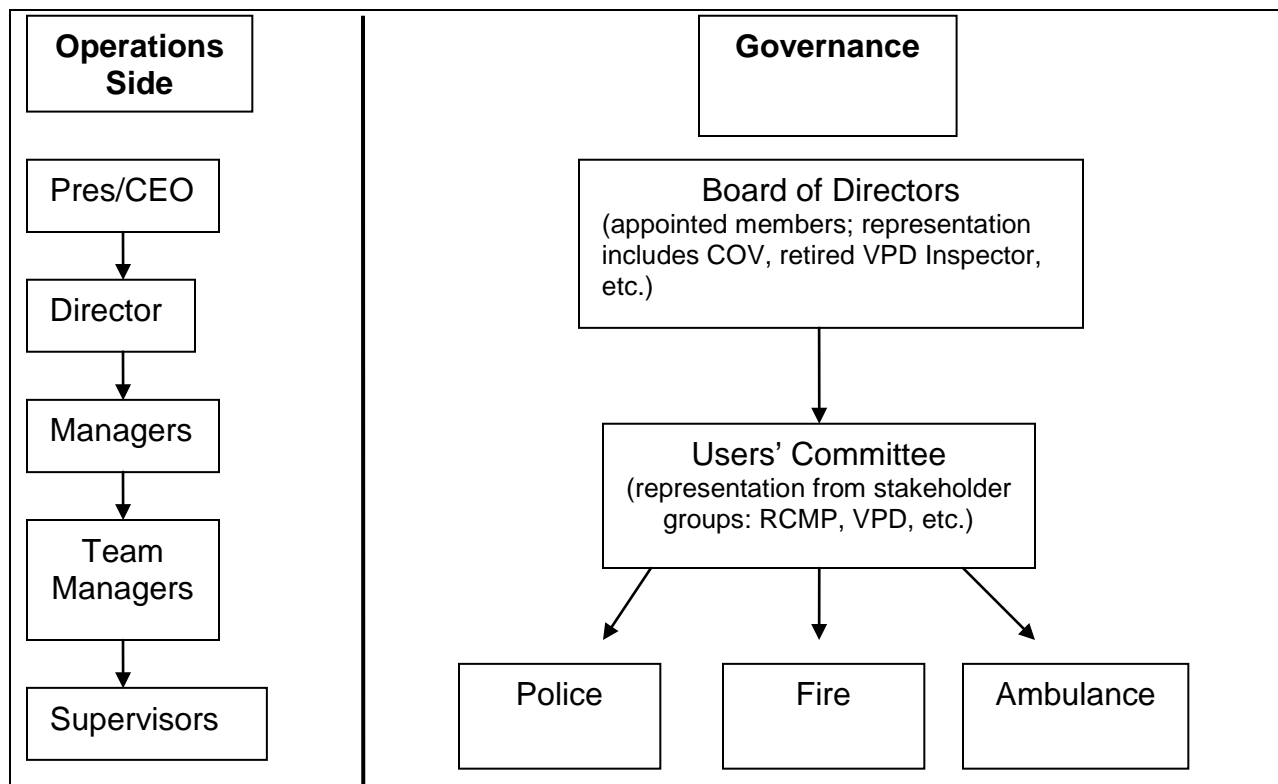 Operations
Side
Pres/CEO
Director
Managers
Team
Managers
Supervisors
Governance
Board of Directors
(appointed members; representation
includes COV, retired VPD Inspector,
etc.)
Users’ Committee
(representation from stakeholder
groups: RCMP, VPD, etc.)
Police
Fire
Ambulance